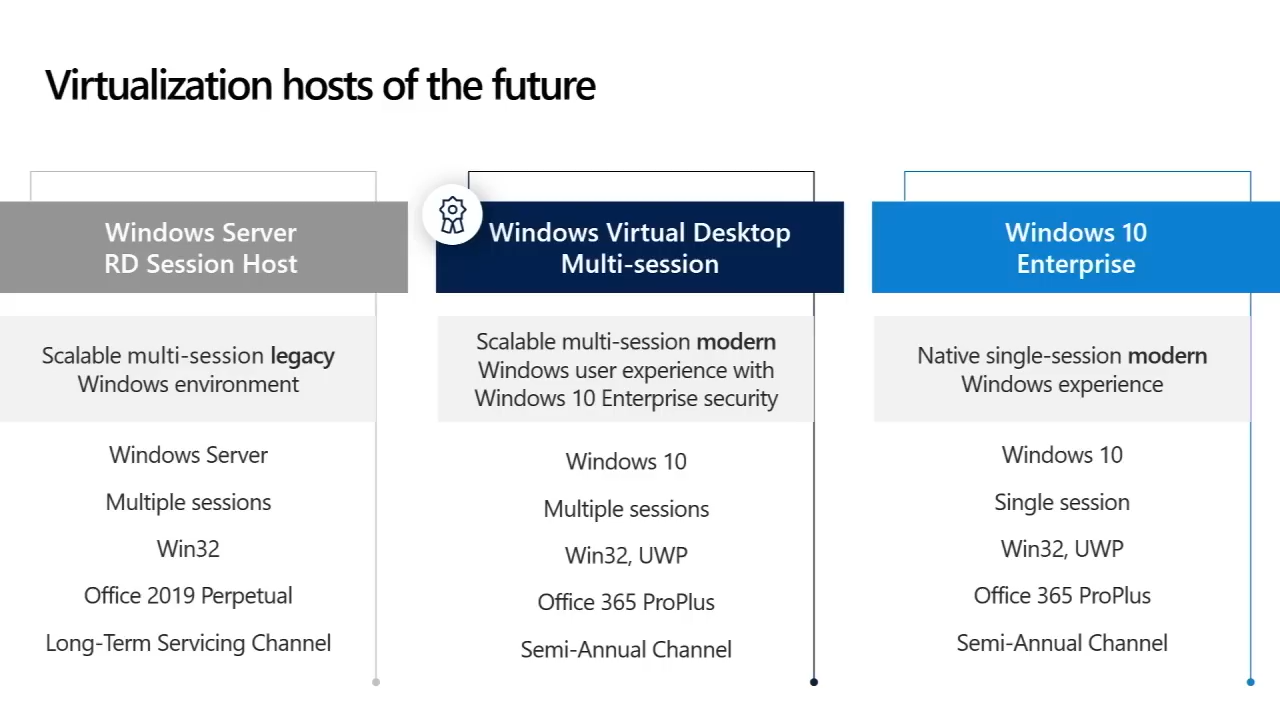 Virtualization hosts of the future
Windows Server
RD Session Host
Scalable multi-session legacy
Windows environment
Windows Server
Multiple sessions
Win32
Office 2019 Perpetual
Long-Term Servicing Channel
Windows Virtual Desktop
Multi-session
Scalable multi-session modern
Windows user experience with
Windows 10 Enterprise security
Windows 10
Multiple sessions
Win32, UWP
Office 365 ProPlus
Semi-Annual Channel
Windows 10
Enterprise
Native single-session modern
Windows experience
Windows 10
Single session
Win32, UWP
Office 365 ProPlus
Semi-Annual Channel